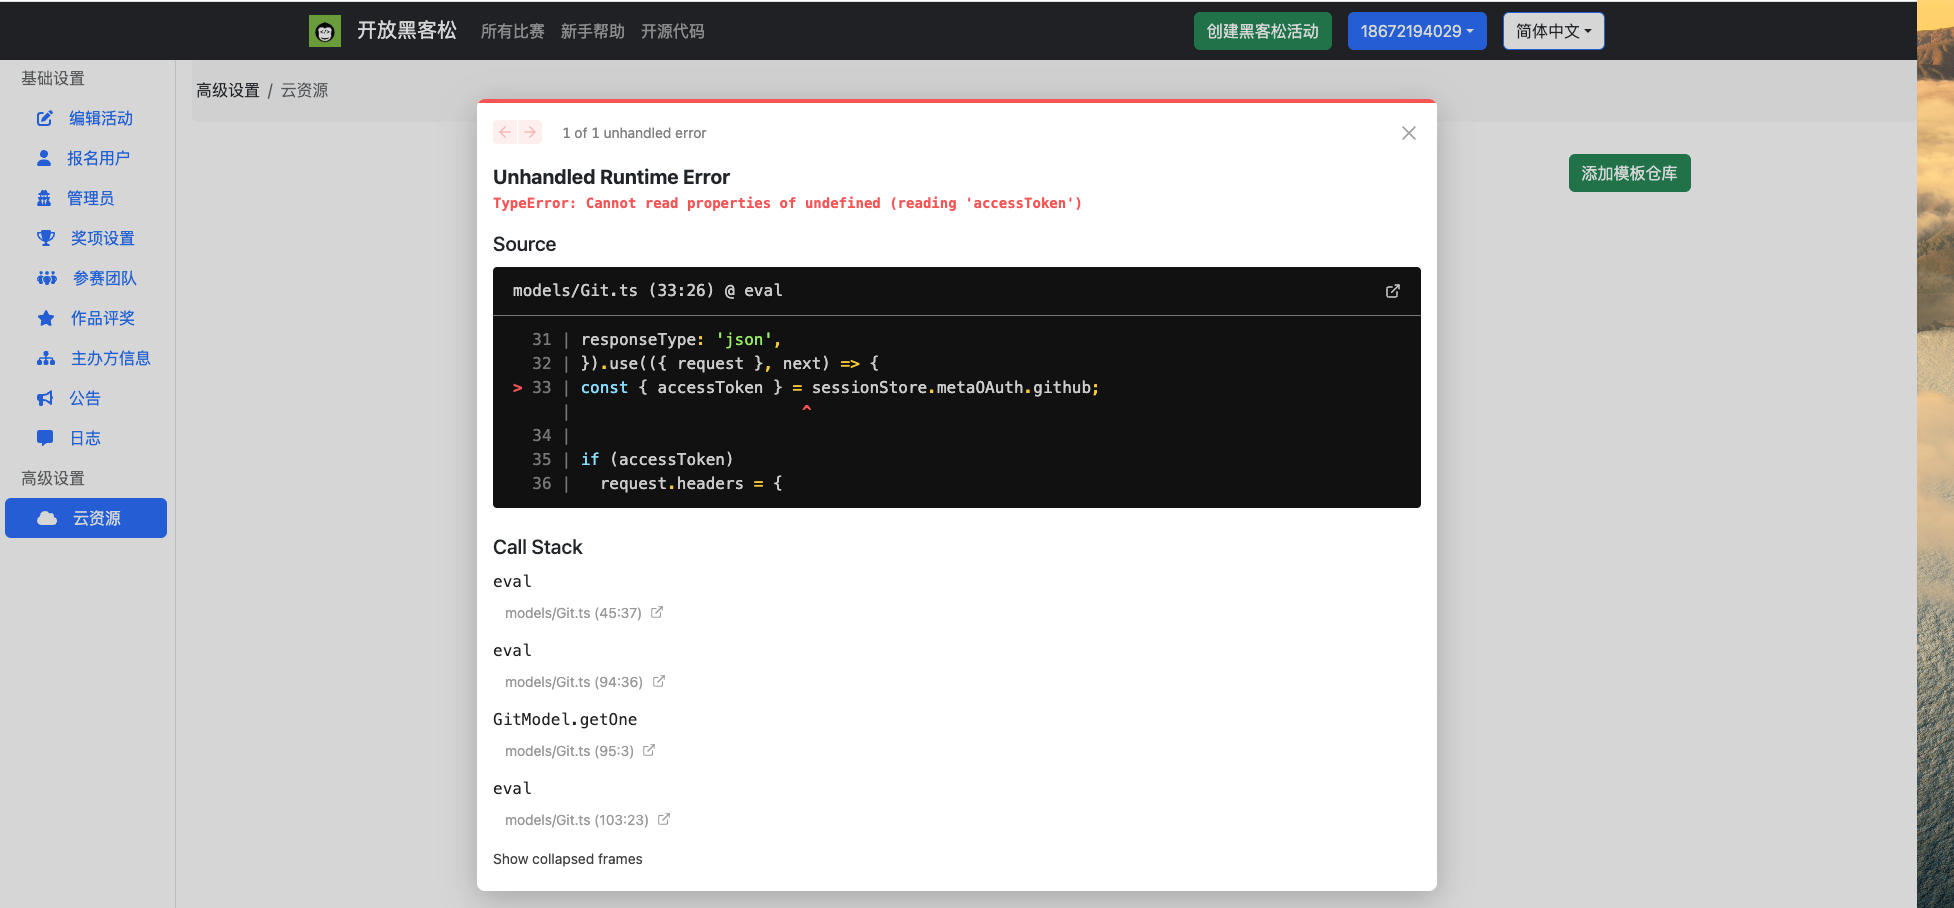 开放黑客松 所有比赛 新手帮助 开源代码 创建黑客松活动 18672194029 简体中文
基础设置
编辑活动
报名用户
管理员
奖项设置
参赛团队
作品评奖
主办方信息
公告
日志
高级设置
云资源
高级设置 / 云资源
添加模板仓库
1 of 1 unhandled error
Unhandled Runtime Error
TypeError: Cannot read properties of undefined (reading 'accessToken')
Source
models/Git.ts (33:26) @ eval
31 | responseType: 'json',
32 | }).use(({ request }, next) => {
> 33 | const { accessToken } = sessionStore.metaOAuth.github;
| ^
34 |
35 | if (accessToken)
36 | request.headers = {
Call Stack
eval
models/Git.ts (45:37)
eval
models/Git.ts (94:36)
GitModel.getOne
models/Git.ts (95:3)
eval
models/Git.ts (103:23)
Show collapsed frames